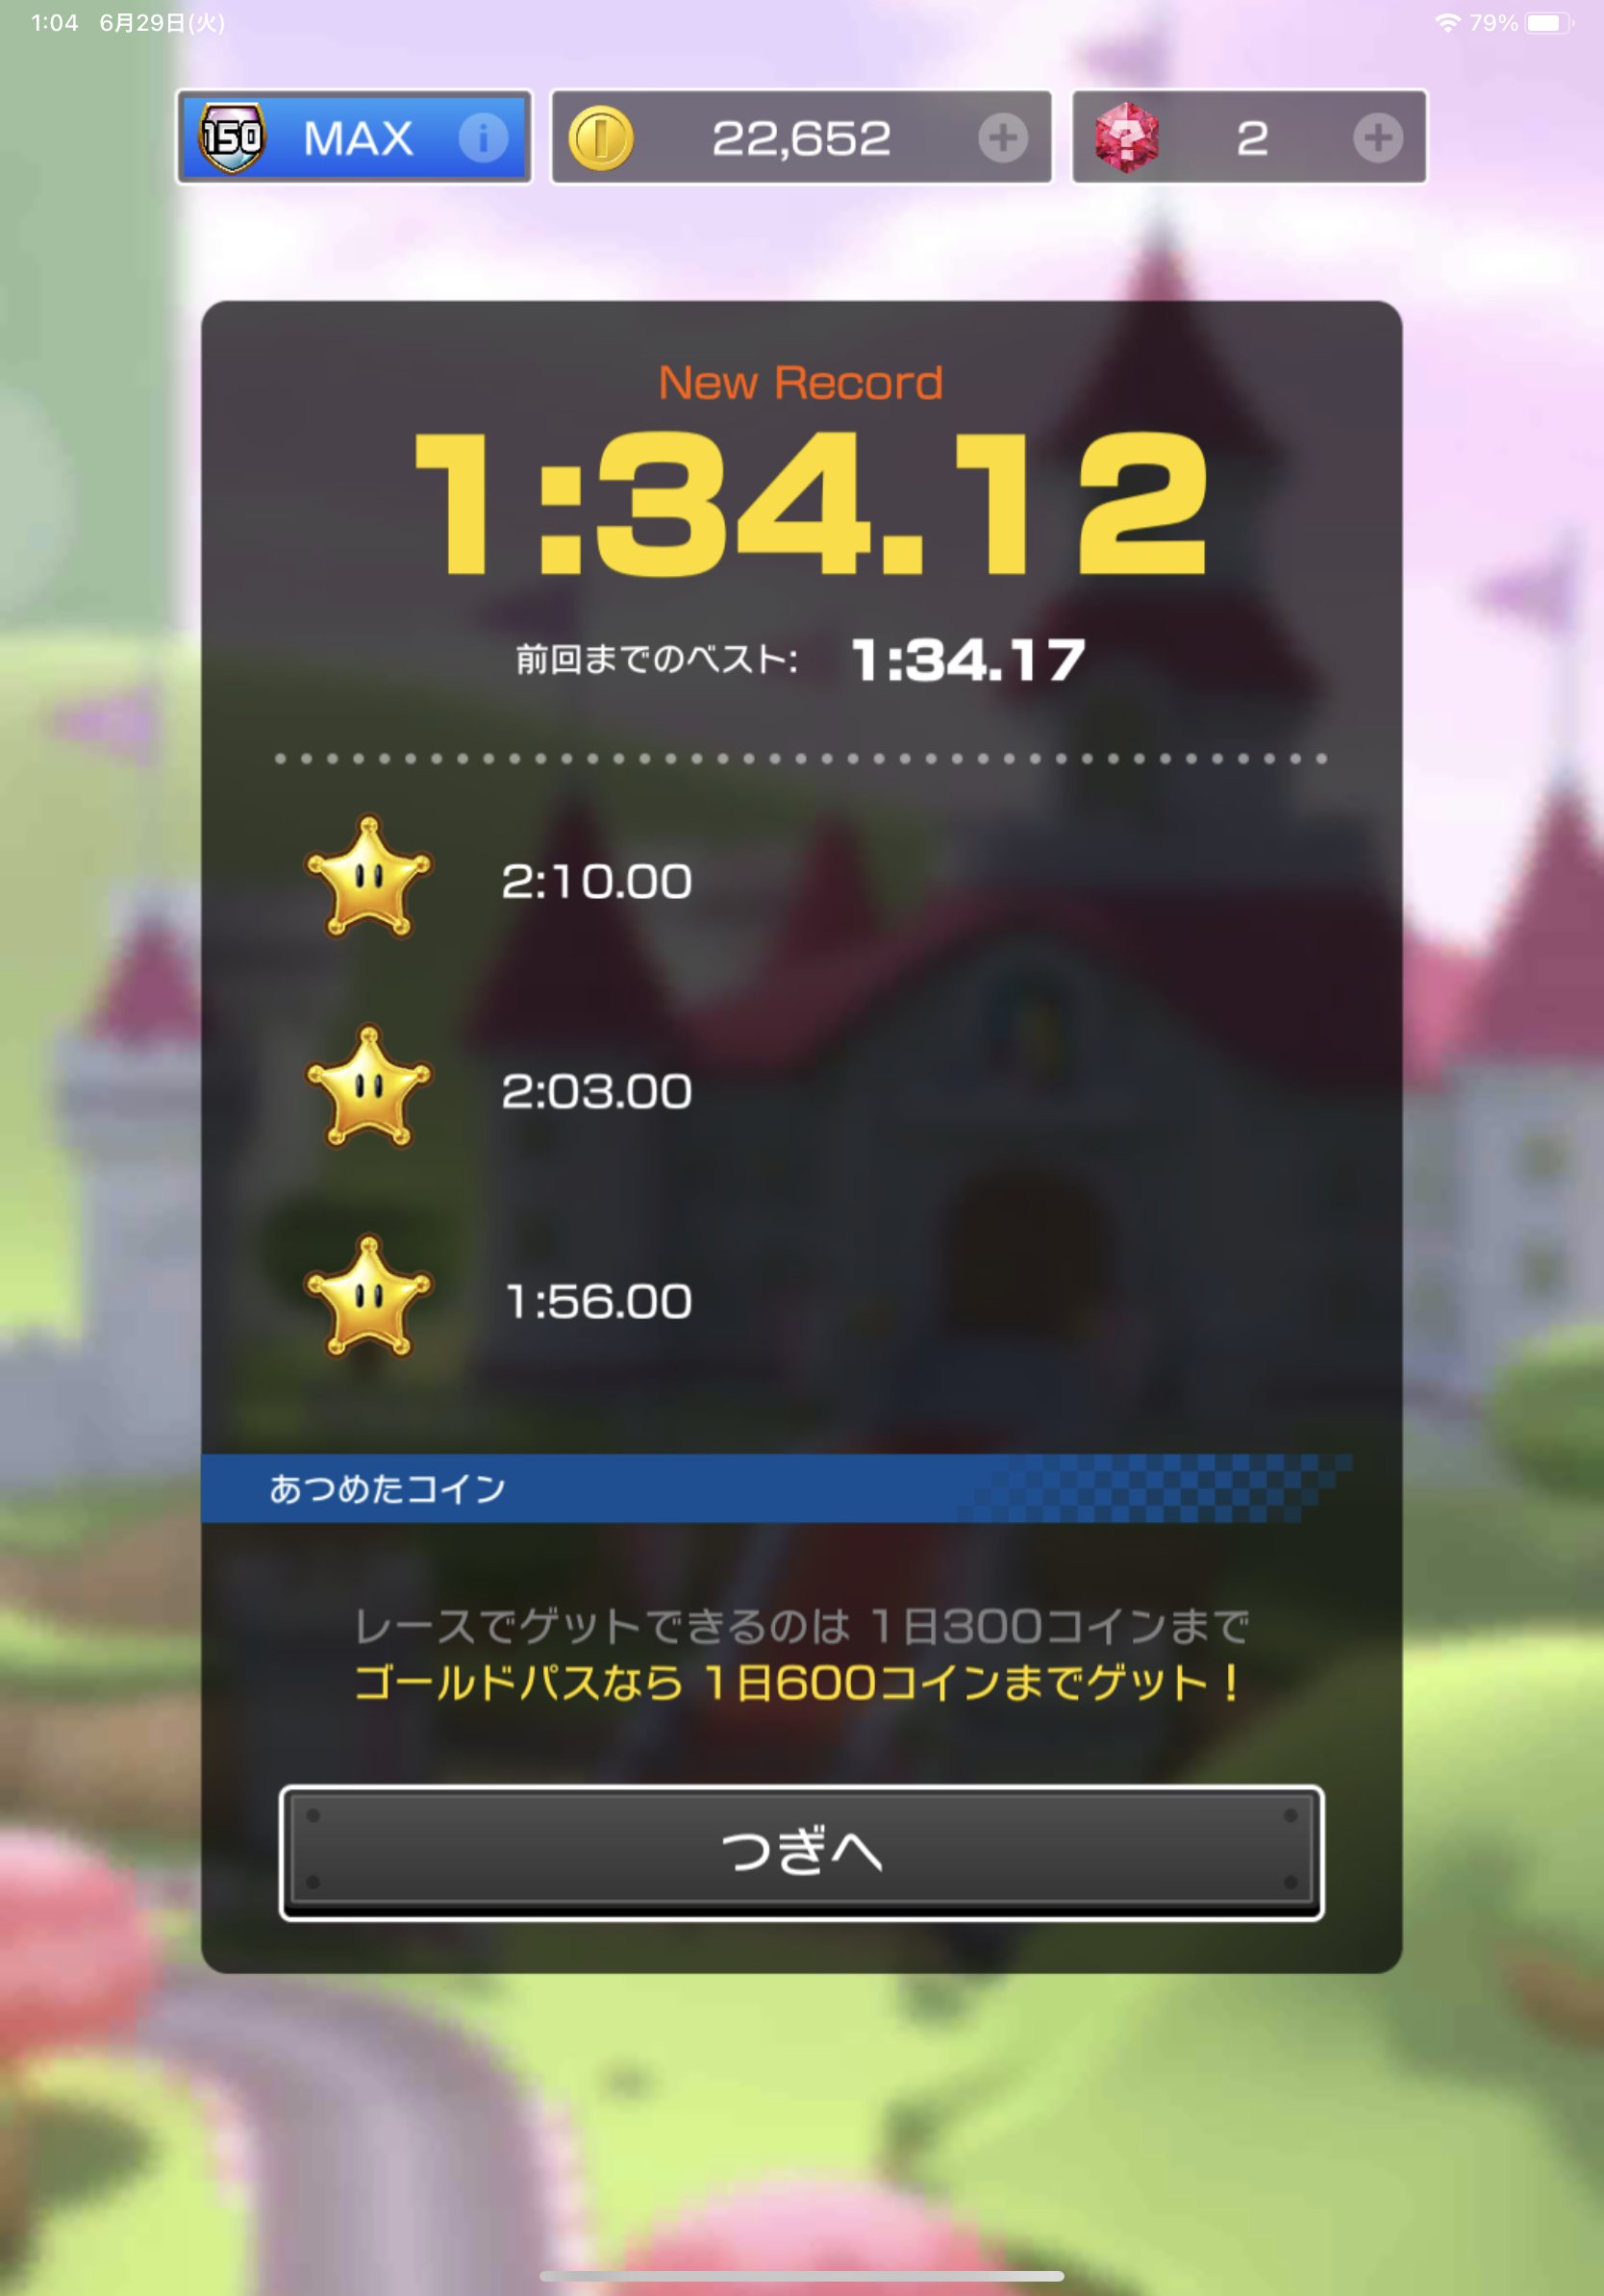 1:04 6月29日(火) 79%
150 MAX i 22,652 + ? 2 +
New Record
1:34.12
前回までのベスト: 1:34.17
2:10.00
2:03.00
1:56.00
あつめたコイン
レースでゲットできるのは 1日300コインまで
ゴールドパスなら 1日600コインまでゲット！
つぎへ